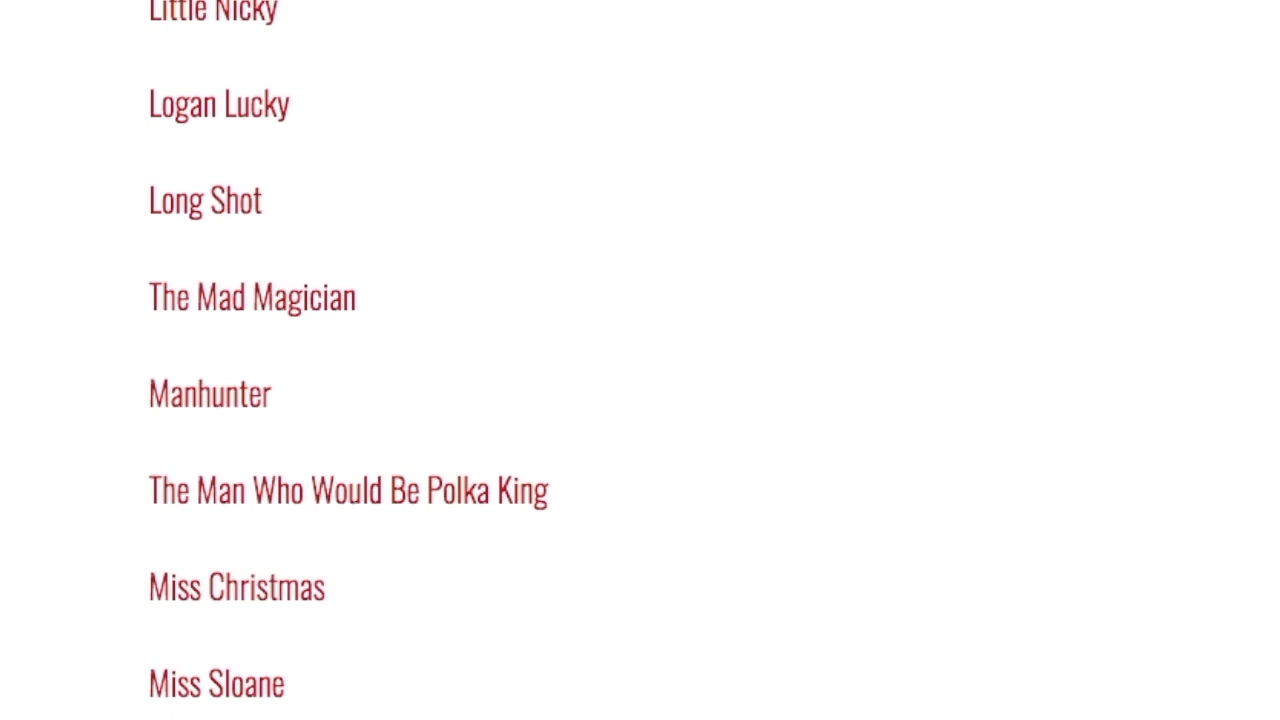 Little Nicky
Logan Lucky
Long Shot
The Mad Magician
Manhunter
The Man Who Would Be Polka King
Miss Christmas
Miss Sloane